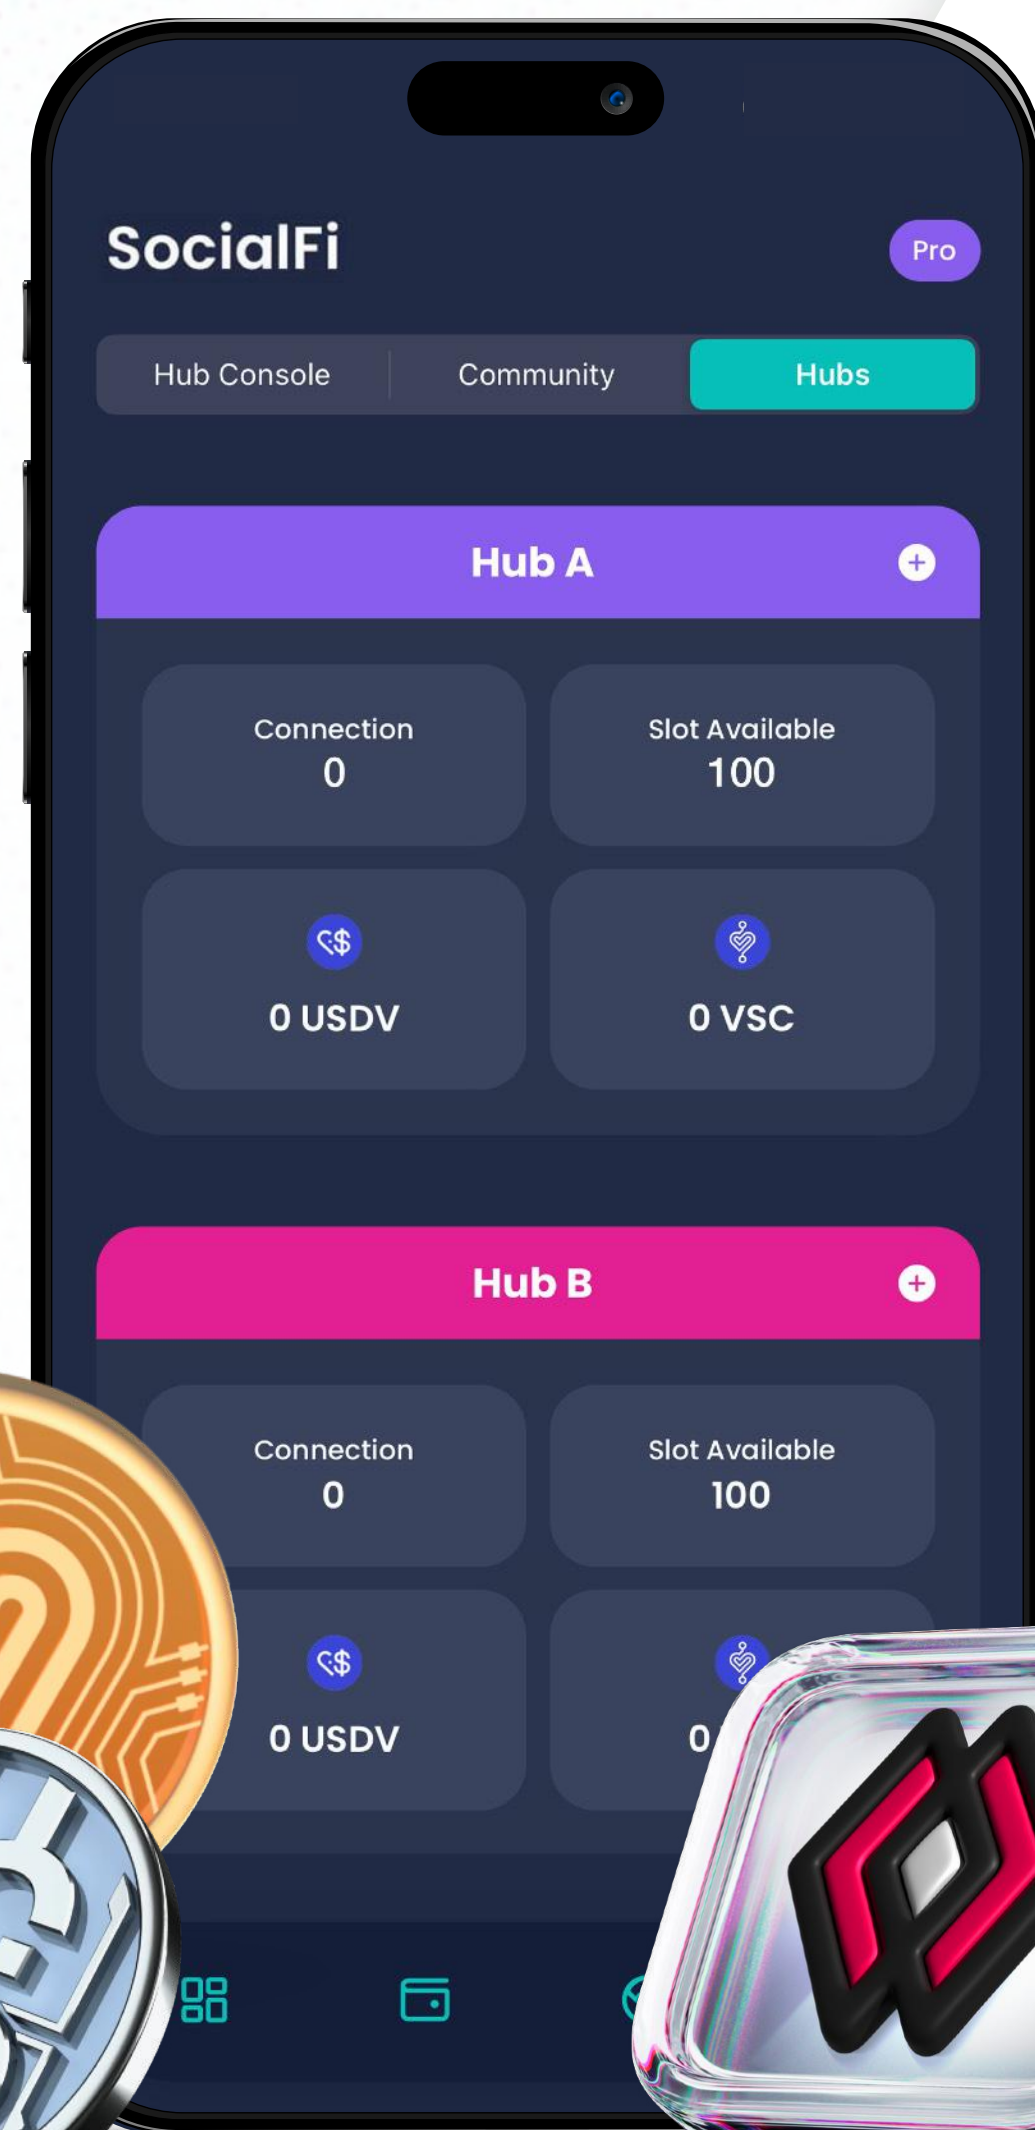 SocialFi
Pro
Hub Console
Community
Hubs
Hub A
Connection
0
Slot Available
100
0 USDV
0 VSC
Hub B
Connection
0
Slot Available
100
0 USDV
0